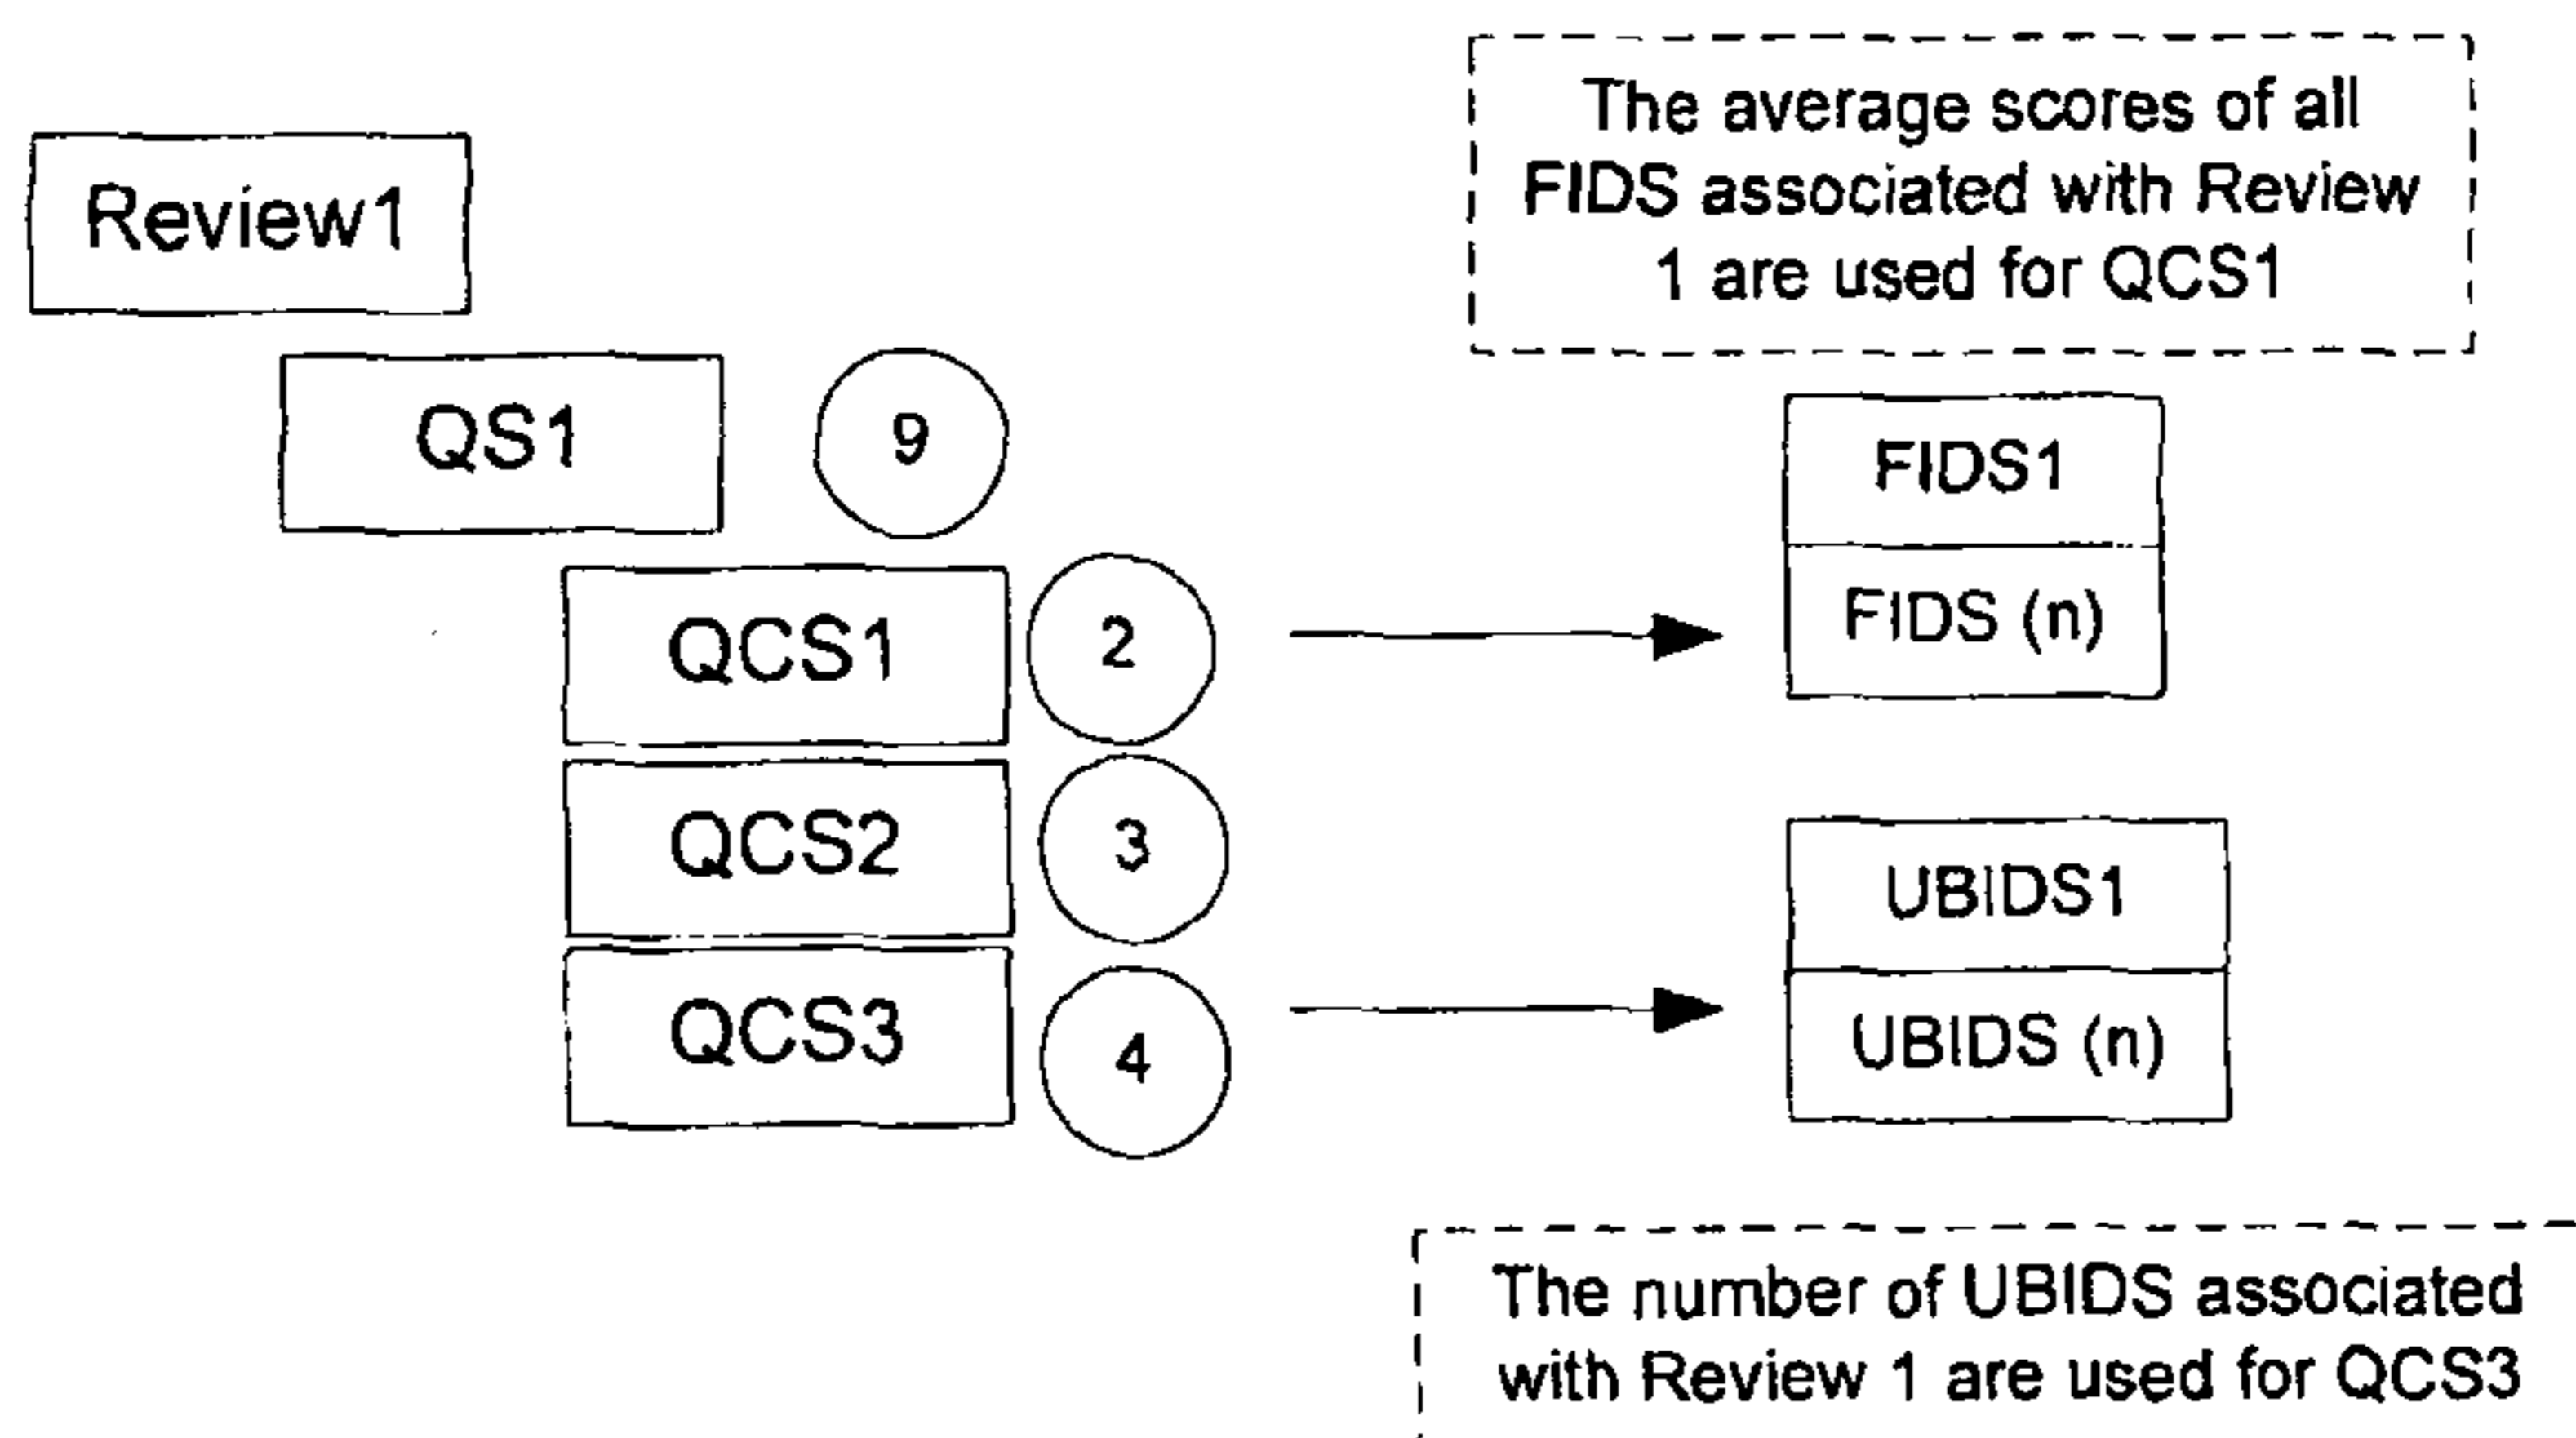 The average scores of all
FIDS associated with Review
1 are used for QCS1
Review1
QS1
9
FIDS1
FIDS (n)
QCS1
2
QCS2
3
QCS3
4
UBIDS1
UBIDS (n)
The number of UBIDS associated
with Review 1 are used for QCS3